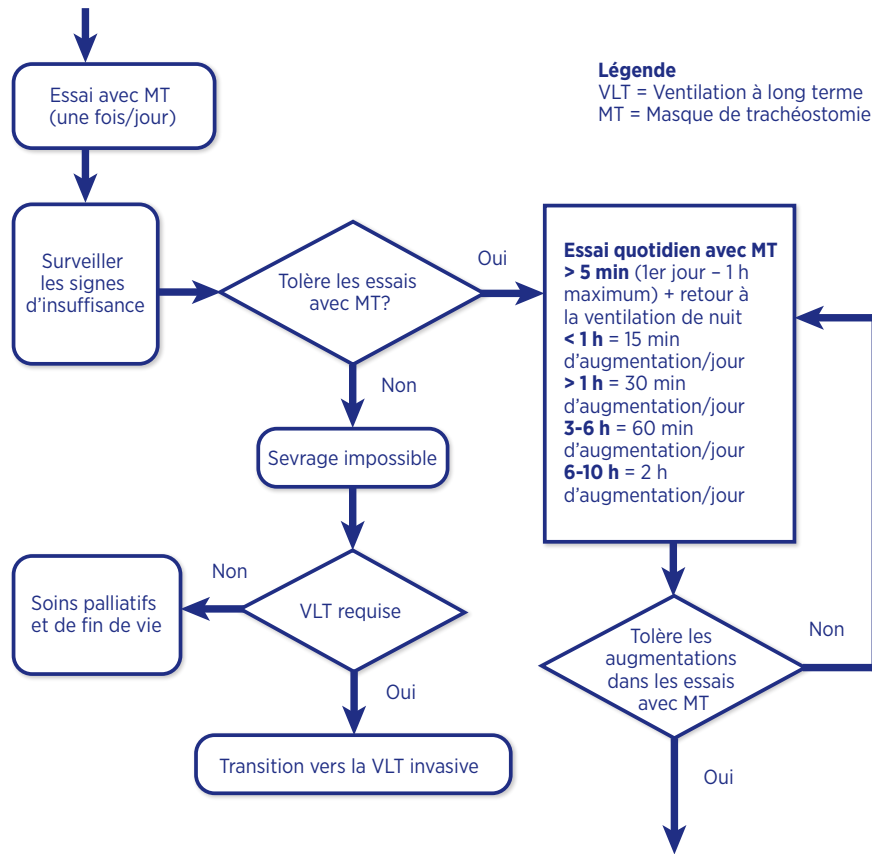 Essai avec MT
(une fois/jour)
Légende
VLT = Ventilation à long terme
MT = Masque de trachéostomie
Surveiller
les signes
d'insuffisance
Tolère les essais
avec MT?
Oui
Essai quotidien avec MT
> 5 min (1er jour – 1 h
maximum) + retour à
la ventilation de nuit
< 1 h = 15 min
d'augmentation/jour
> 1 h = 30 min
d'augmentation/jour
3-6 h = 60 min
d'augmentation/jour
6-10 h = 2 h
d'augmentation/jour
Non
Sevrage impossible
VLT requise
Non
Soins palliatifs
et de fin de vie
Oui
Transition vers la VLT invasive
Tolère les
augmentations
dans les essais
avec MT
Non
Oui